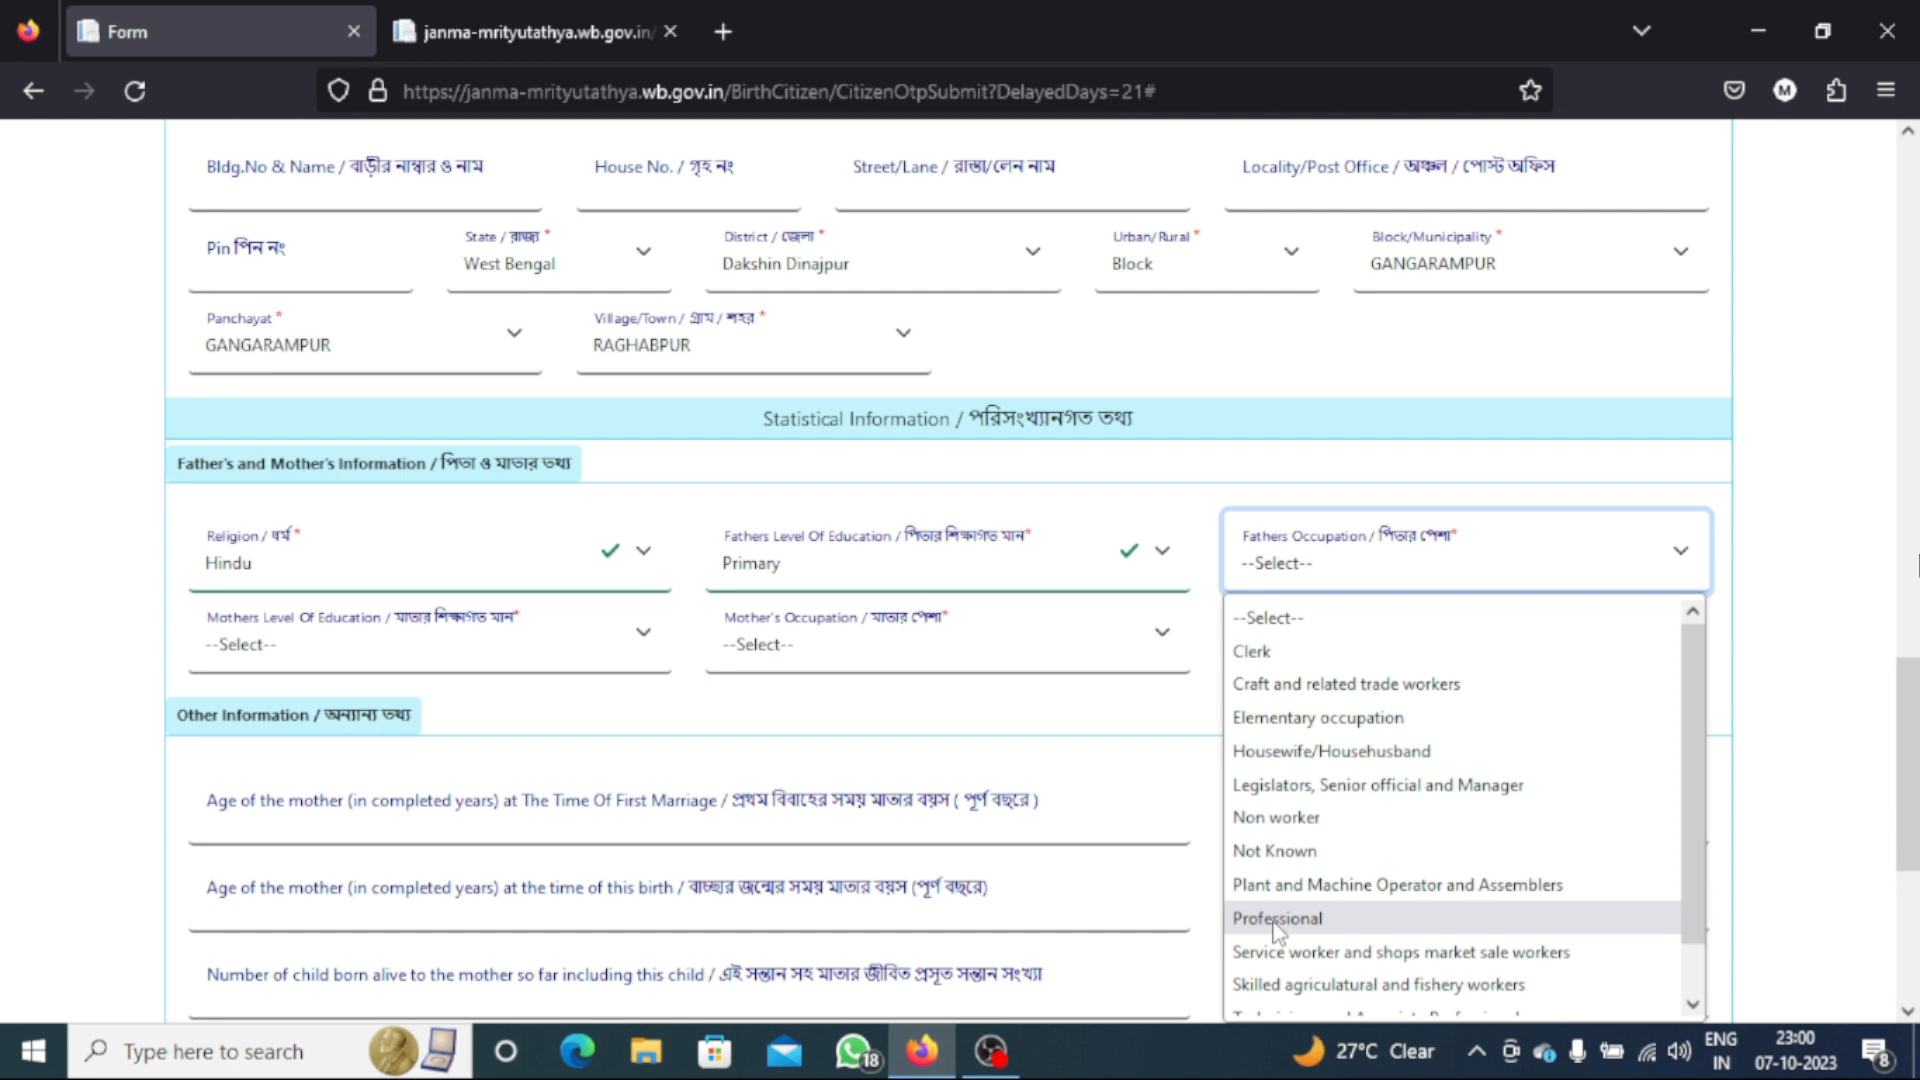 Form
janma-mrityutathya.wb.gov.in/
https://janma-mrityutathya.wb.gov.in/BirthCitizen/CitizenOtpSubmit?DelayedDays=21#
M
Bldg.No & Name / বাড়ীর নাম্বার ও নাম
House No. / গৃহ নং
Street/Lane / রাস্তা/লেন নাম
Locality/Post Office / অঞ্চল / পোস্ট অফিস
Pin পিন নং
State / রাজ্য *
West Bengal
District / জেলা *
Dakshin Dinajpur
Urban/Rural *
Block
Block/Municipality *
GANGARAMPUR
Panchayat *
GANGARAMPUR
Village/Town / গ্রাম / শহর *
RAGHABPUR
Statistical Information / পরিসংখ্যানগত তথ্য
Father's and Mother's Information / পিতা ও মাতার তথ্য
Religion / ধর্ম *
Hindu
Fathers Level Of Education / পিতার শিক্ষাগত মান*
Primary
Fathers Occupation / পিতার পেশা*
--Select--
Mothers Level Of Education / মাতার শিক্ষাগত মান*
--Select--
Mother's Occupation / মাতার পেশা*
--Select--
--Select--
Clerk
Craft and related trade workers
Elementary occupation
Housewife/Househusband
Legislators, Senior official and Manager
Non worker
Not Known
Plant and Machine Operator and Assemblers
Professional
Service worker and shops market sale workers
Skilled agriculatural and fishery workers
Other Information / অন্যান্য তথ্য
Age of the mother (in completed years) at The Time Of First Marriage / প্রথম বিবাহের সময় মাতার বয়স ( পূর্ণ বছরে )
Age of the mother (in completed years) at the time of this birth / বাচ্ছার জন্মের সময় মাতার বয়স (পূর্ণ বছরে)
Number of child born alive to the mother so far including this child / এই সন্তান সহ মাতার জীবিত প্রসূত সন্তান সংখ্যা
Type here to search
18
27°C Clear
ENG
IN
23:00
07-10-2023
8